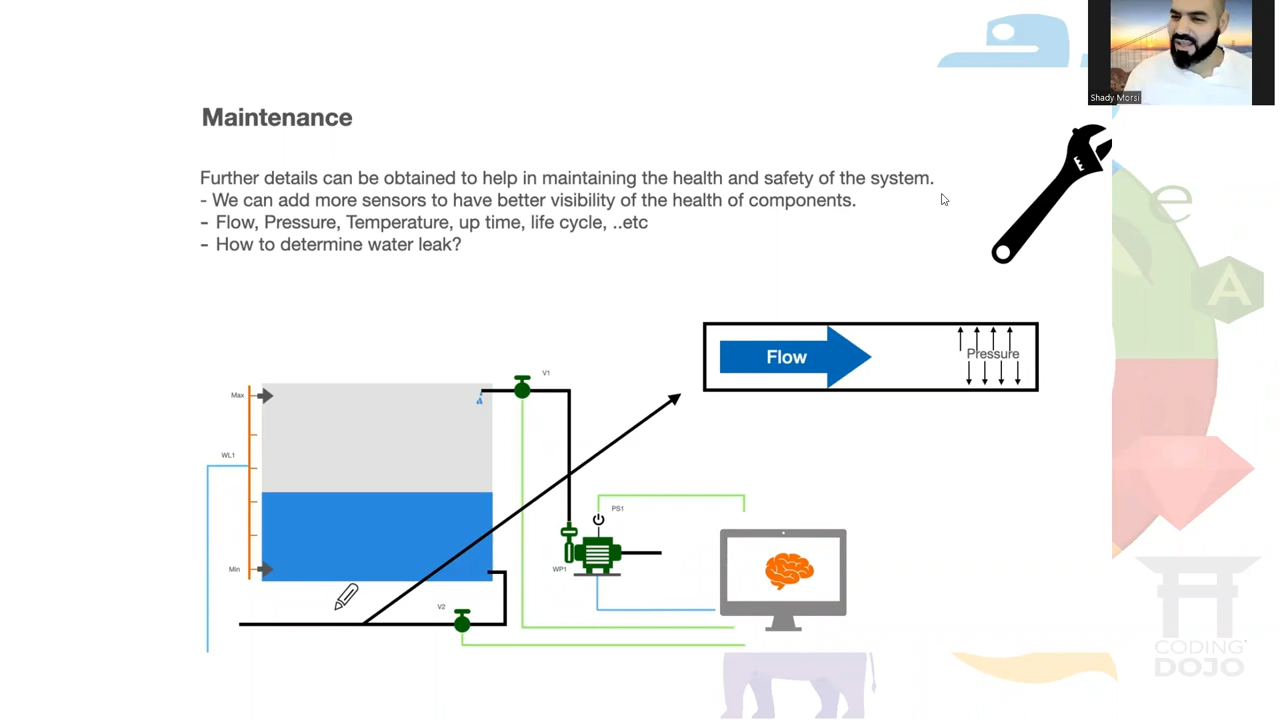 Shady Morsi
Maintenance
Further details can be obtained to help in maintaining the health and safety of the system.
- We can add more sensors to have better visibility of the health of components.
- Flow, Pressure, Temperature, up time, life cycle, ..etc
- How to determine water leak?
e
A
Flow
Pressure
V1
Max
WL1
PS1
WP1
Min
V2
CODING
DOJO